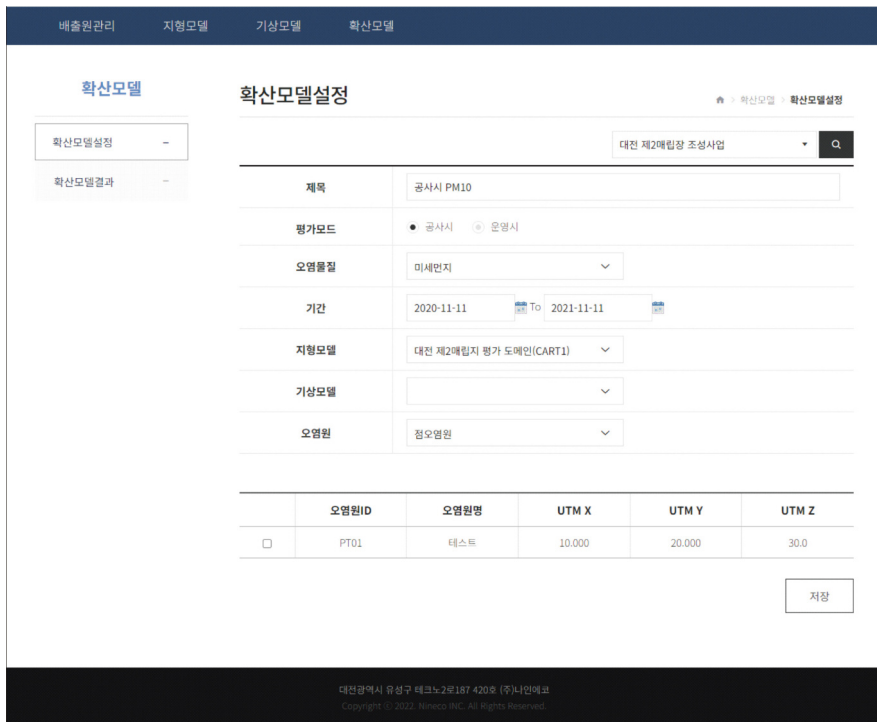 배출원관리 지형모델 기상모델 확산모델
확산모델
확산모델설정 –
확산모델결과 –
확산모델설정
> 확산모델 > 확산모델설정
대전 제2매립장 조성사업
제목 공사시 PM10
평가모드 공사시 운영시
오염물질 미세먼지
기간 2020-11-11 To 2021-11-11
지형모델 대전 제2매립지 평가 도메인(CART1)
기상모델
오염원 점오염원
오염원ID 오염원명 UTM X UTM Y UTM Z
PT01 테스트 10.000 20.000 30.0
저장
대전광역시 유성구 테크노2로187 420호 (주)나인에코
Copyright ⓒ 2022. Nineco INC. All Rights Reserved.